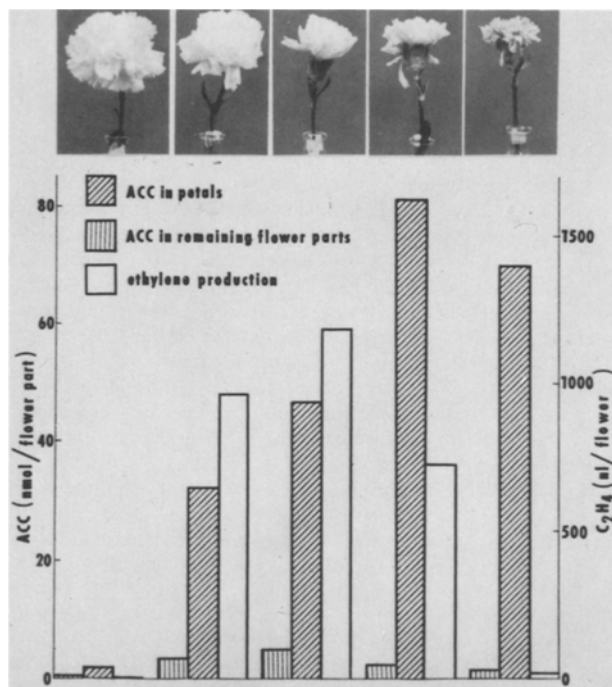 ACC in petals
ACC in remaining flower parts
ethylene production
ACC (nmol/flower part)
80
60
40
20
0
C₂H₄ (nl/flower)
1500
1000
500
0